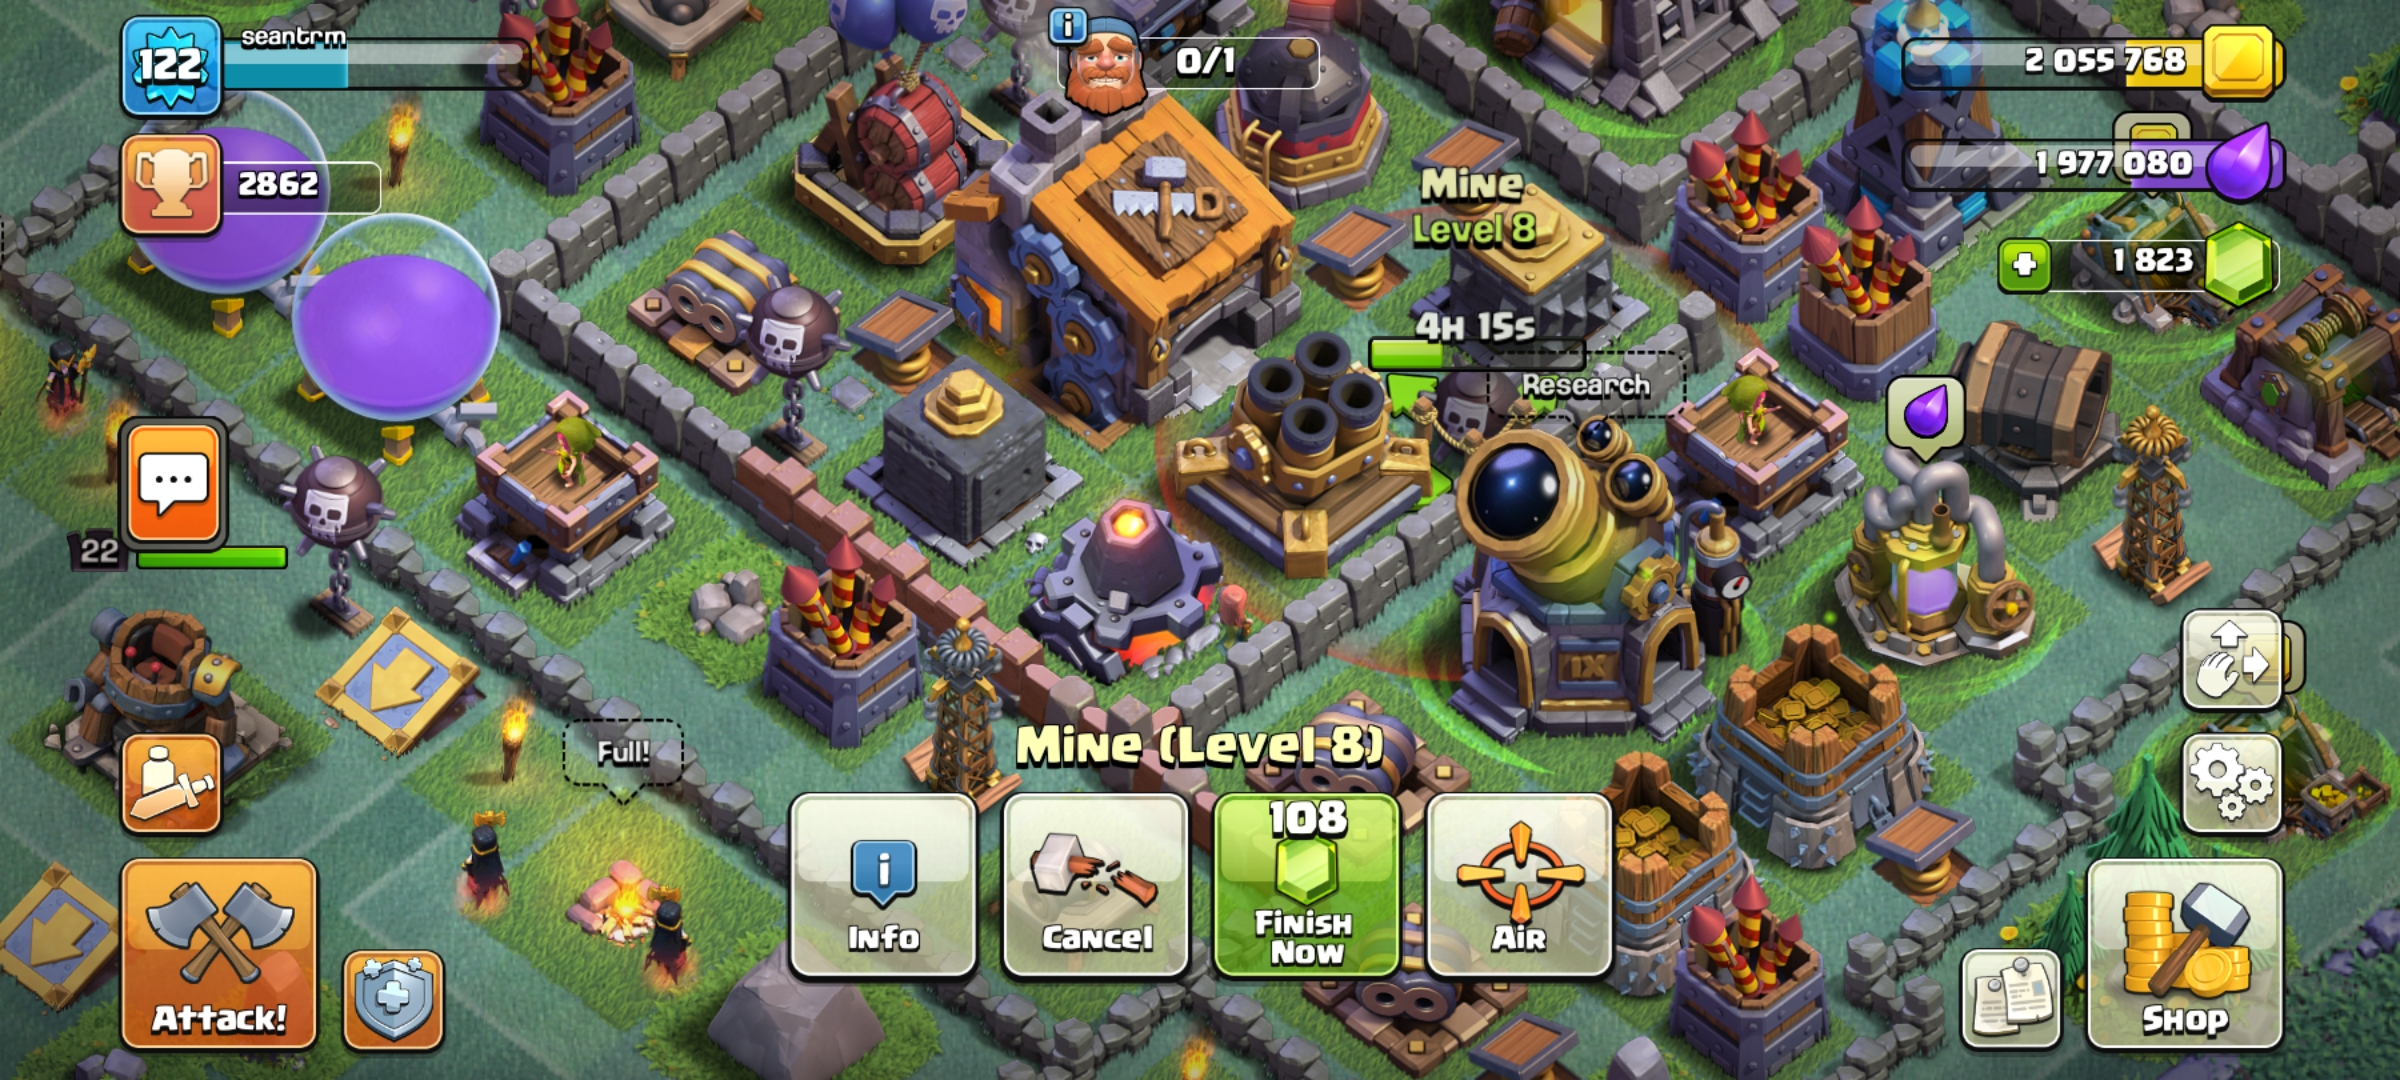 122
seantrm
0/1
2 055 768
2862
1 977 080
Mine
Level 8
1 823
4H 15s
Research
22
IX
Full!
Mine (Level 8)
Info
Cancel
108
Finish
Now
Air
Attack!
Shop